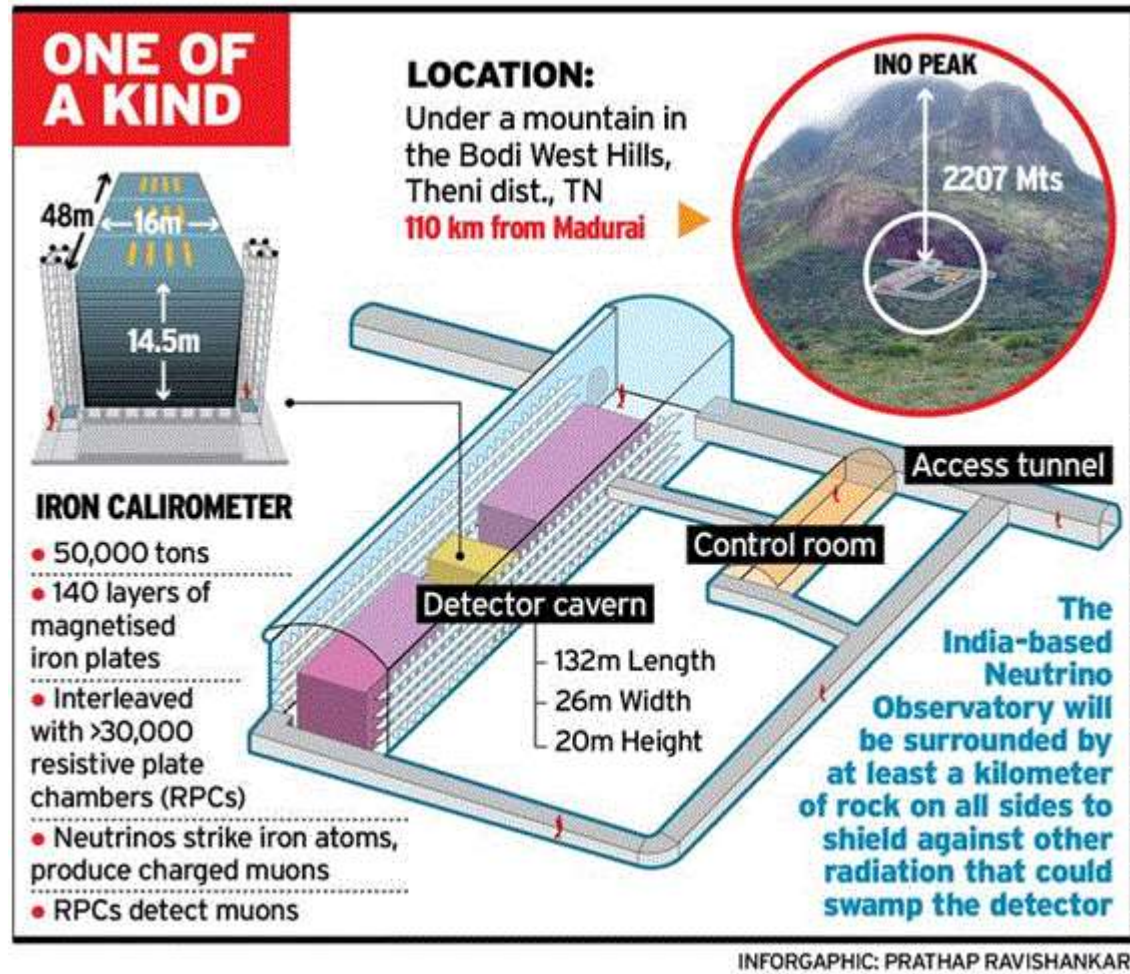 ONE OF
A KIND
48m
16m
14.5m
LOCATION:
Under a mountain in
the Bodi West Hills,
Theni dist., TN
110 km from Madurai
INO PEAK
2207 Mts
IRON CALIROMETER
• 50,000 tons
• 140 layers of
magnetised
iron plates
• Interleaved
with >30,000
resistive plate
chambers (RPCs)
• Neutrinos strike iron atoms,
produce charged muons
• RPCs detect muons
Access tunnel
Control room
Detector cavern
132m Length
26m Width
20m Height
The
India-based
Neutrino
Observatory will
be surrounded by
at least a kilometer
of rock on all sides to
shield against other
radiation that could
swamp the detector
INFORGAPHIC: PRATHAP RAVISHANKAR